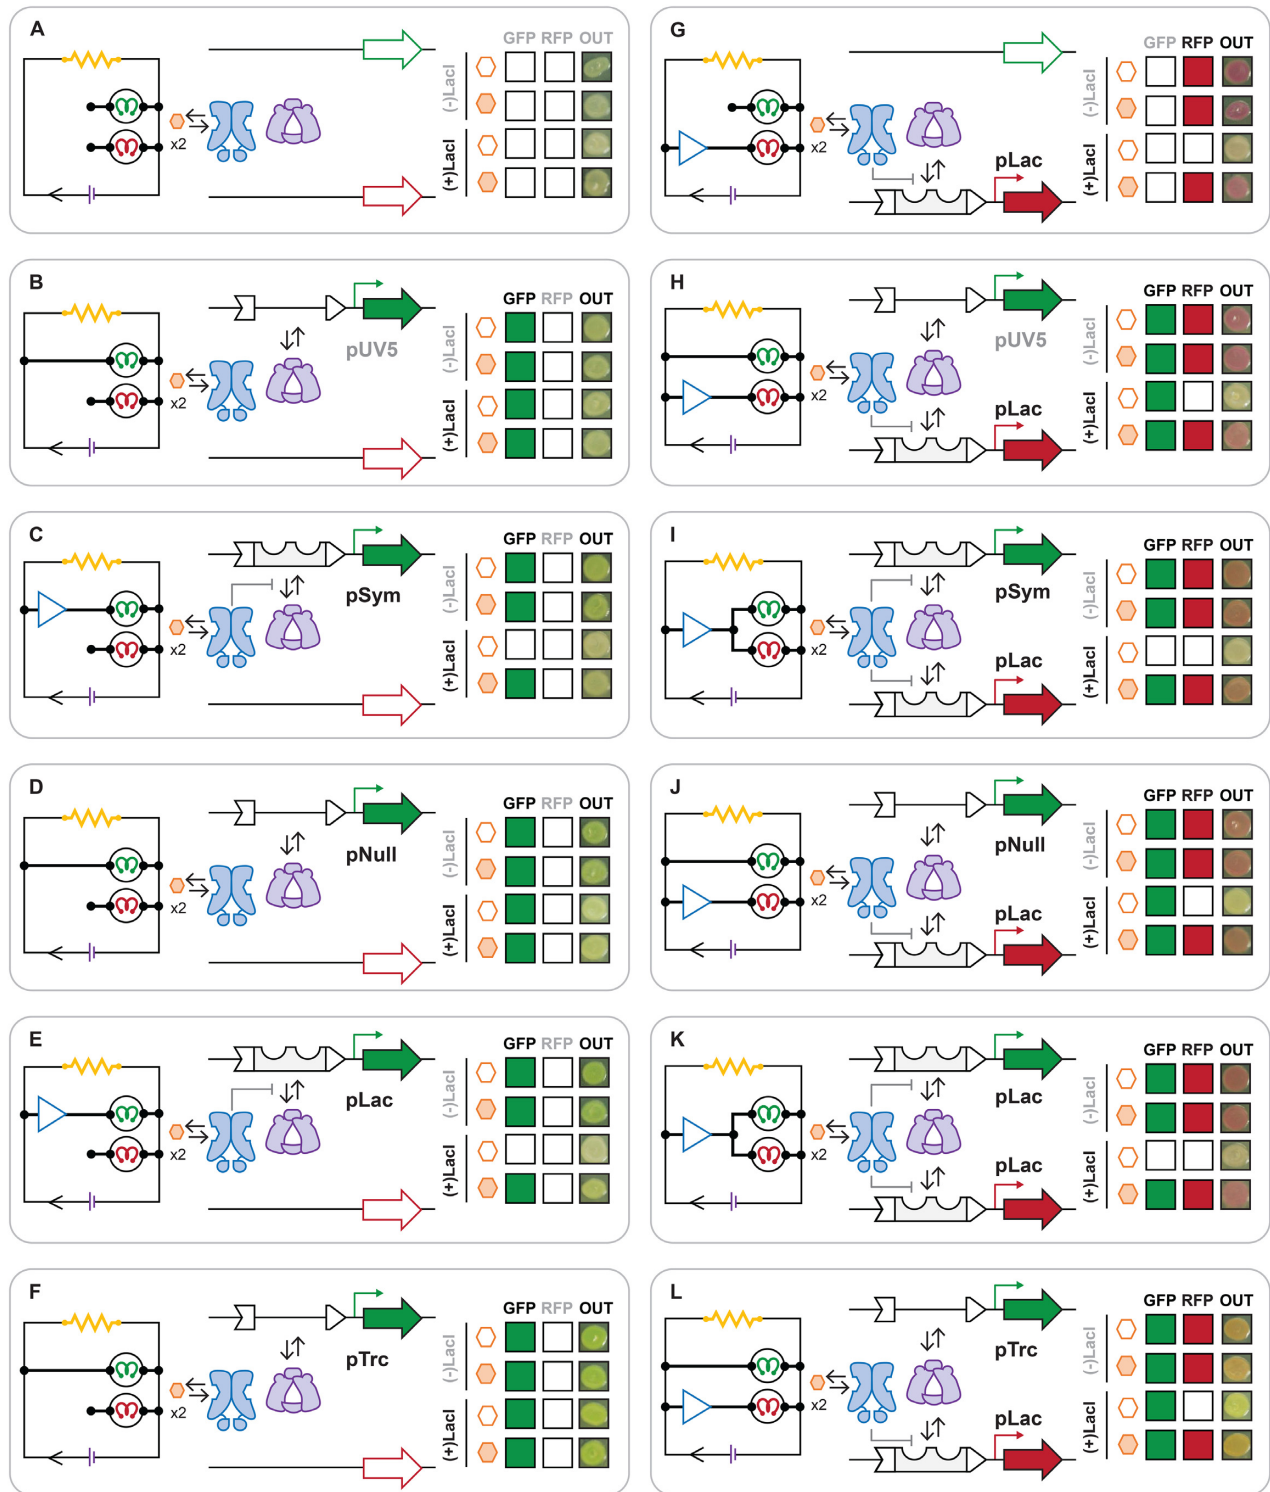 A
GFP RFP OUT
(-)LacI
x2
(+)LacI
B
GFP RFP OUT
pUV5
(-)LacI
x2
(+)LacI
C
GFP RFP OUT
pSym
(-)LacI
x2
(+)LacI
D
GFP RFP OUT
pNull
(-)LacI
x2
(+)LacI
E
GFP RFP OUT
pLac
(-)LacI
x2
(+)LacI
F
GFP RFP OUT
pTrc
(-)LacI
x2
(+)LacI
G
GFP RFP OUT
(-)LacI
x2
pLac
(+)LacI
H
GFP RFP OUT
pUV5
(-)LacI
x2
pLac
(+)LacI
I
GFP RFP OUT
pSym
(-)LacI
x2
pLac
(+)LacI
J
GFP RFP OUT
pNull
(-)LacI
x2
pLac
(+)LacI
K
GFP RFP OUT
pLac
(-)LacI
x2
pLac
(+)LacI
L
GFP RFP OUT
pTrc
(-)LacI
x2
pLac
(+)LacI